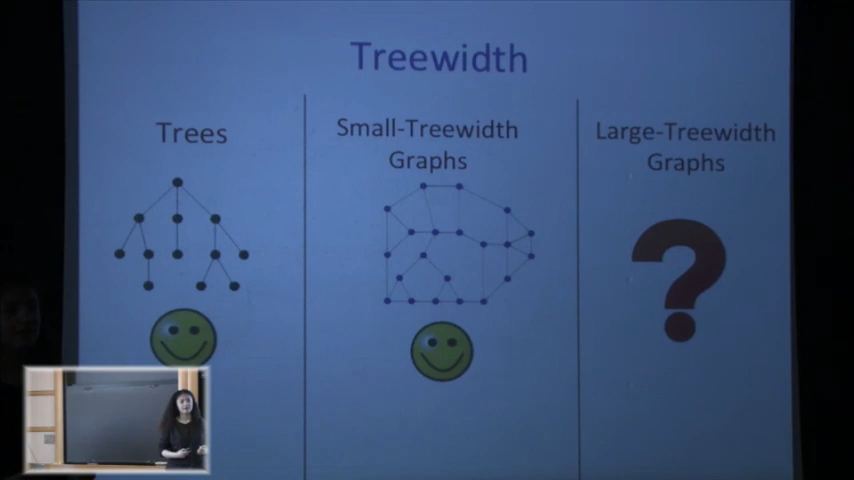 Treewidth
Trees
Small-Treewidth
Graphs
Large-Treewidth
Graphs
?